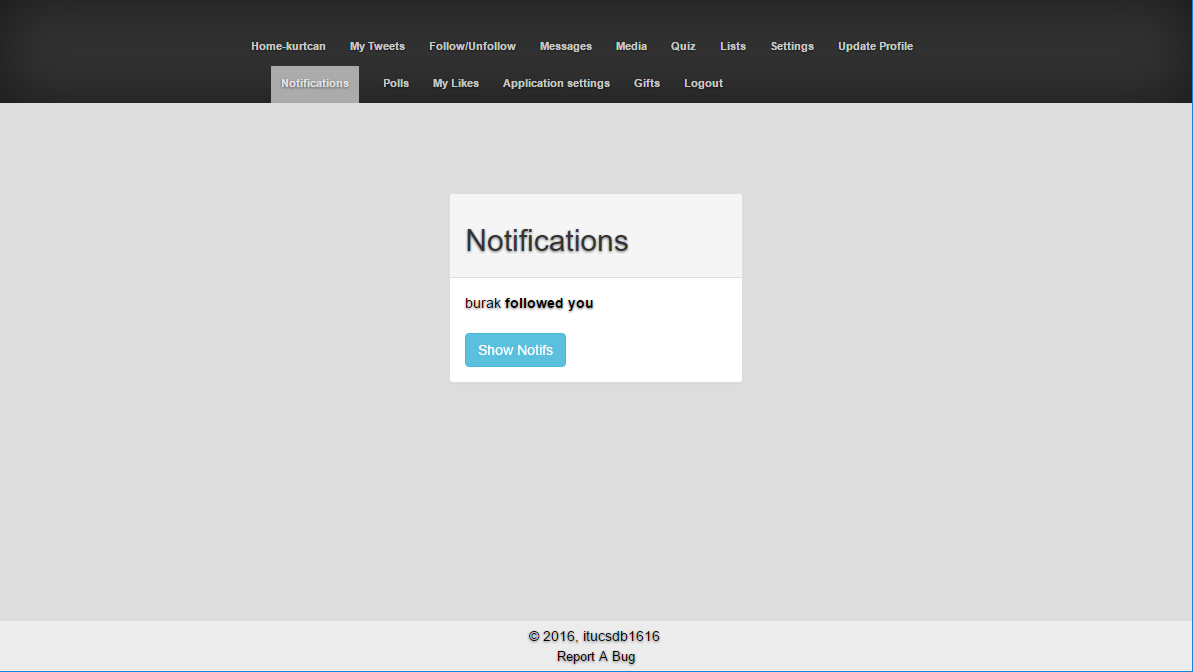 Home-kurtcan My Tweets Follow/Unfollow Messages Media Quiz Lists Settings Update Profile
Notifications Polls My Likes Application settings Gifts Logout
Notifications
burak followed you
Show Notifs
© 2016, itucsdb1616
Report A Bug